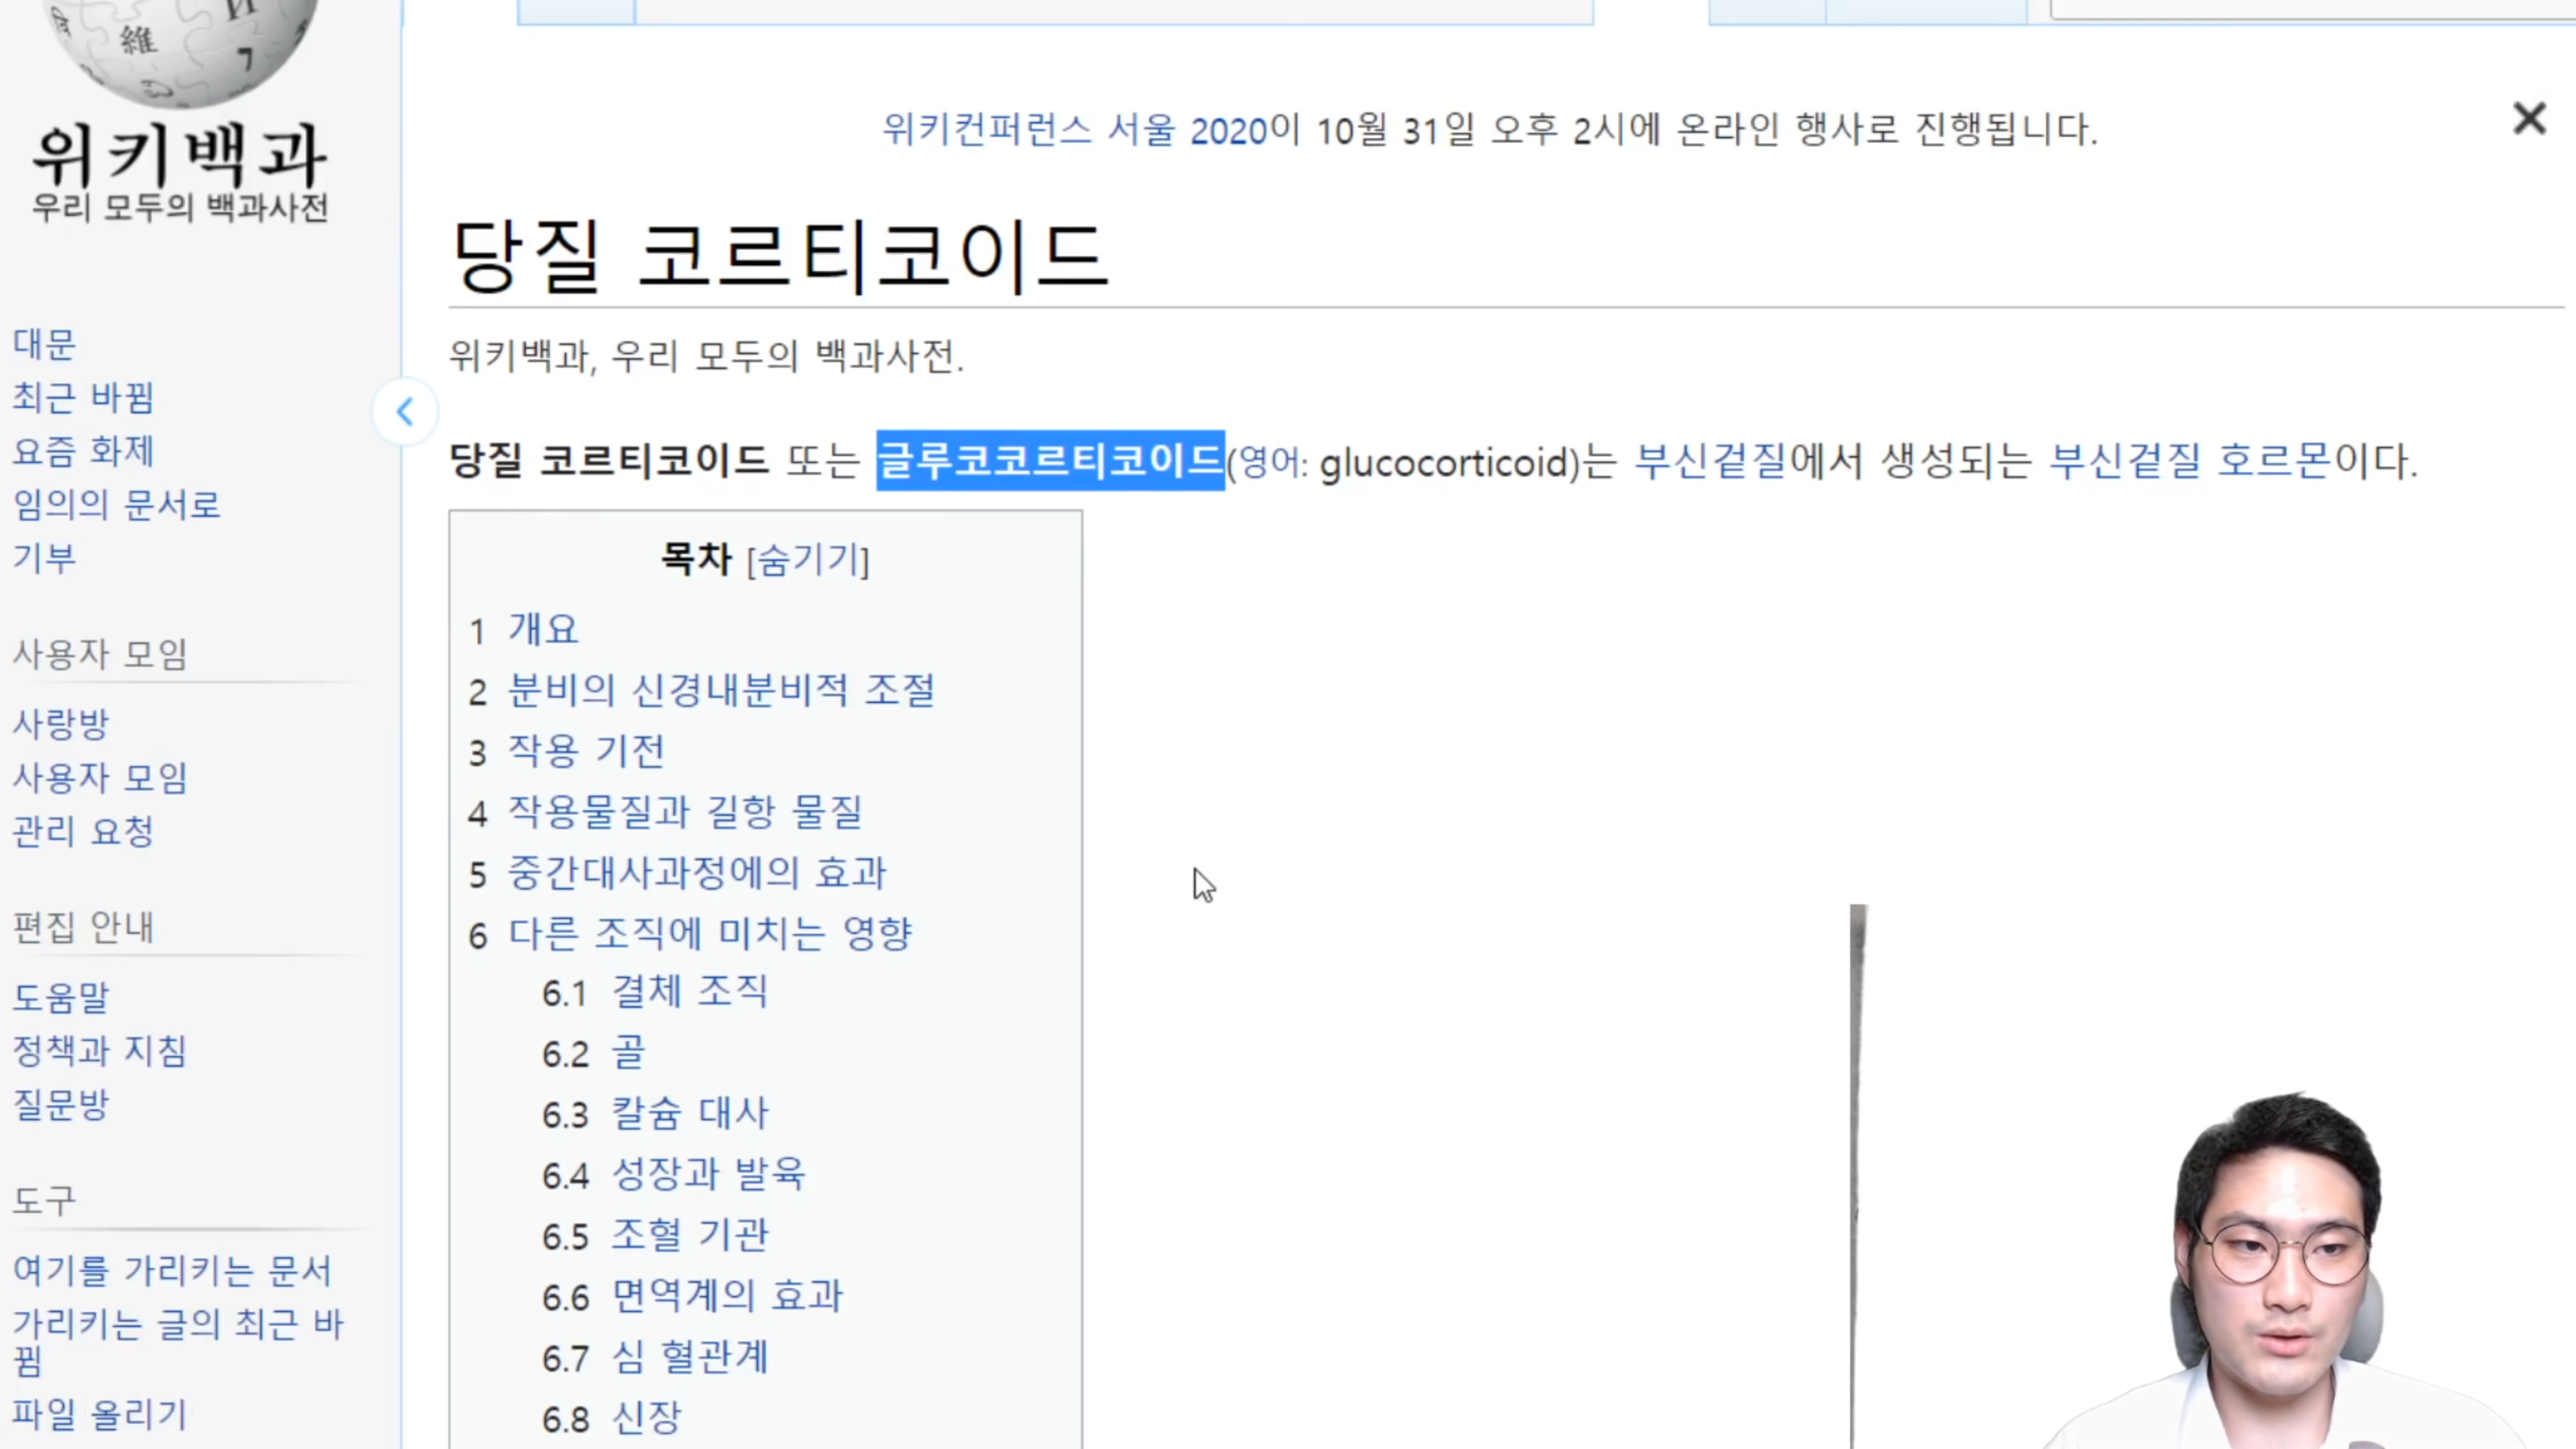 위키백과
우리 모두의 백과사전
대문
최근 바뀜
요즘 화제
임의의 문서로
기부
사용자 모임
사랑방
사용자 모임
관리 요청
편집 안내
도움말
정책과 지침
질문방
도구
여기를 가리키는 문서
가리키는 글의 최근 바
뀜
파일 올리기
위키컨퍼런스 서울 2020이 10월 31일 오후 2시에 온라인 행사로 진행됩니다.
당질 코르티코이드
위키백과, 우리 모두의 백과사전.
당질 코르티코이드 또는 글루코코르티코이드(영어: glucocorticoid)는 부신겉질에서 생성되는 부신겉질 호르몬이다.
목차 [숨기기]
1 개요
2 분비의 신경내분비적 조절
3 작용 기전
4 작용물질과 길항 물질
5 중간대사과정에의 효과
6 다른 조직에 미치는 영향
6.1 결체 조직
6.2 골
6.3 칼슘 대사
6.4 성장과 발육
6.5 조혈 기관
6.6 면역계의 효과
6.7 심 혈관계
6.8 신장